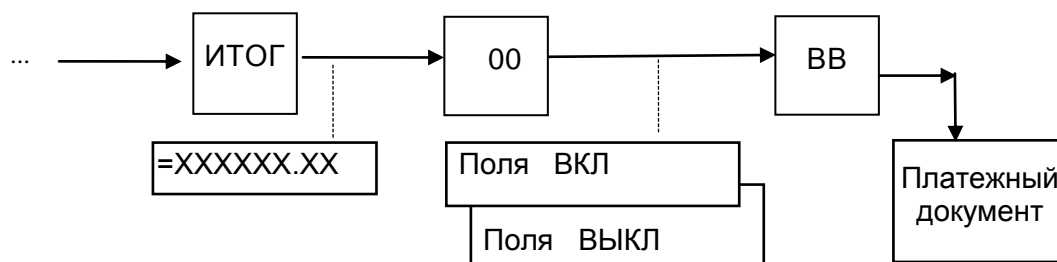 ...
ИТОГ
00
ВВ
=XXXXXX.XX
Поля ВКЛ
Поля ВЫКЛ
Платежный
документ